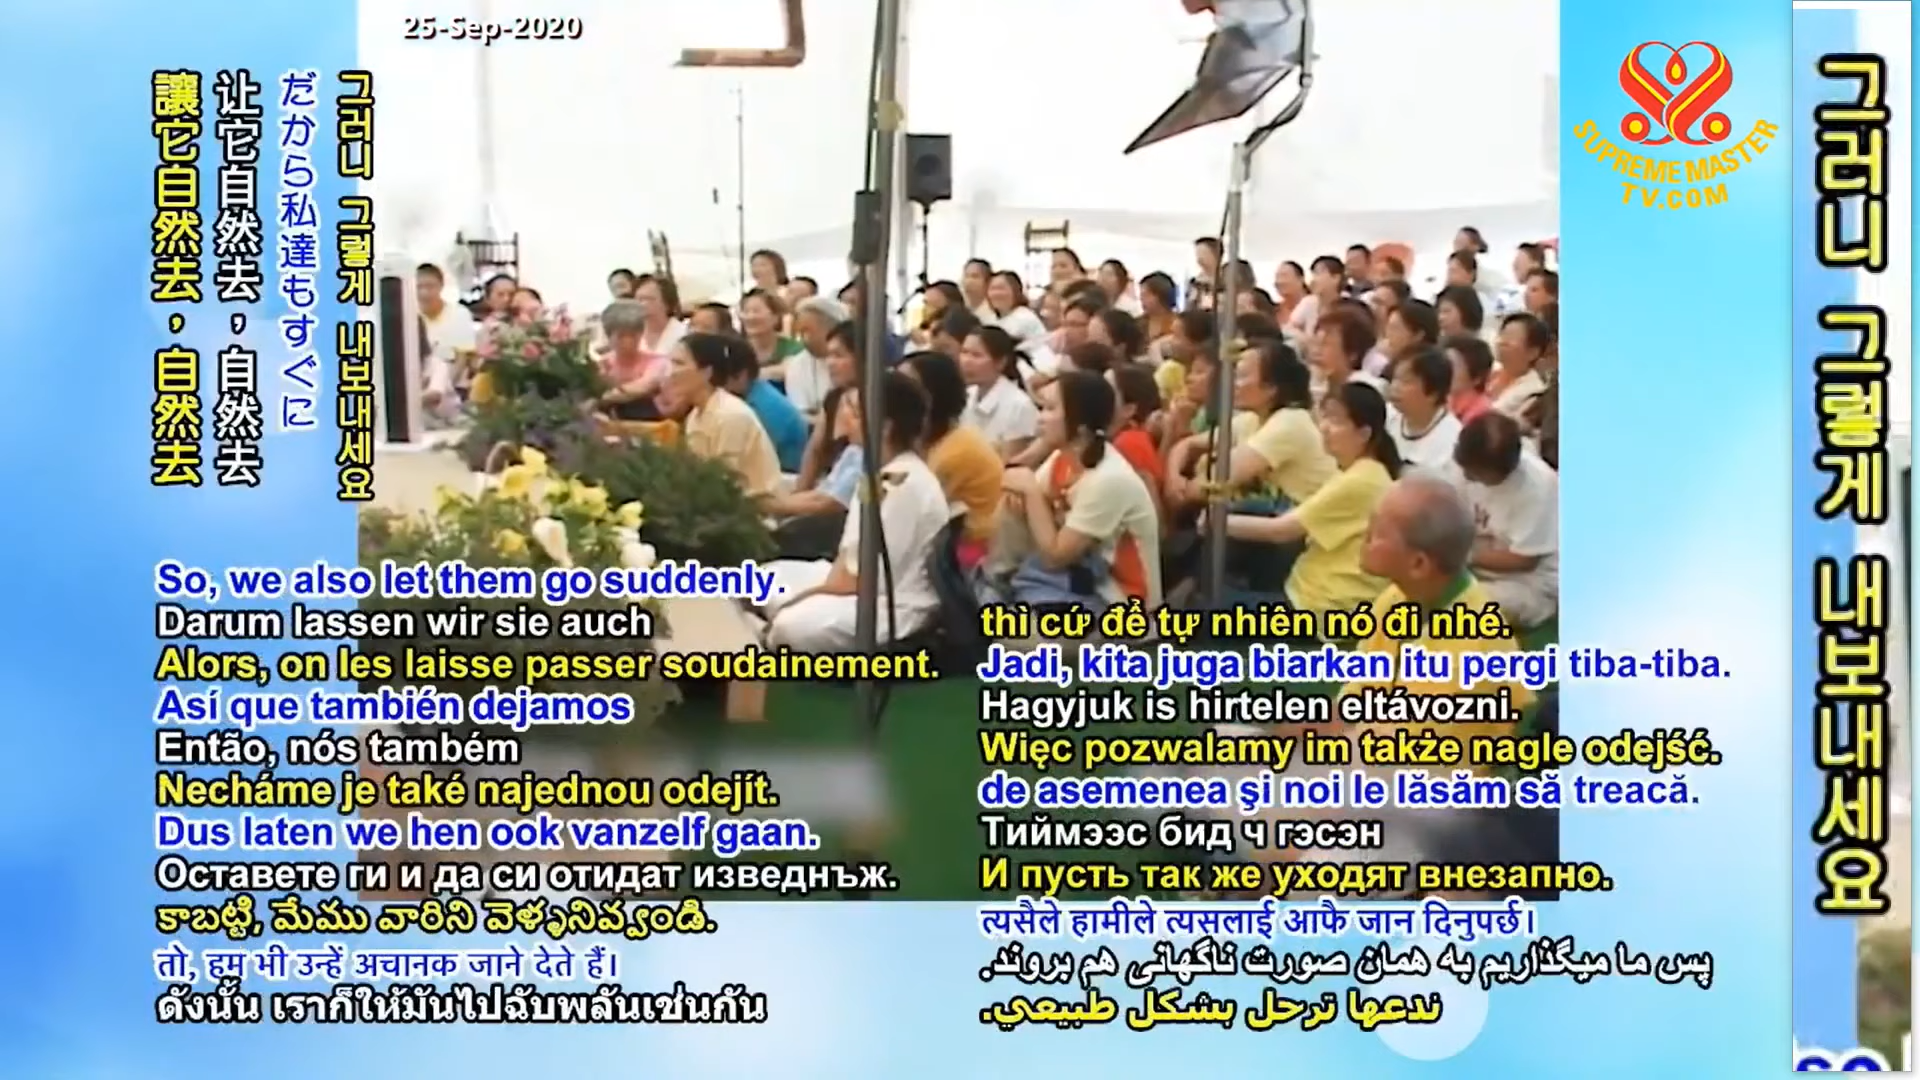 25-Sep-2020
SUPREME MASTER
TV.COM
讓它自然去，自然去
让它自然去，自然去
だから私達もすぐに
그러니 그렇게 내보내세요
So, we also let them go suddenly.
Darum lassen wir sie auch
Alors, on les laisse passer soudainement.
Así que también dejamos
Então, nós também
Necháme je také najednou odejít.
Dus laten we hen ook vanzelf gaan.
Оставете ги и да си отидат изведнъж.
కాబట్టి, మేము వారిని వెళ్ళనివ్వండి.
तो, हम भी उन्हें अचानक जाने देते हैं।
ดังนั้น เราก็ให้มันไปฉับพลันเช่นกัน
thì cứ để tự nhiên nó đi nhé.
Jadi, kita juga biarkan itu pergi tiba-tiba.
Hagyjuk is hirtelen eltávozni.
Więc pozwalamy im także nagle odejść.
de asemenea şi noi le lăsăm să treacă.
Тиймээс бид ч гэсэн
И пусть так же уходят внезапно.
त्यसैले हामीले त्यसलाई आफै जान दिनुपर्छ।
پس ما میگذاریم به همان صورت ناگهانی هم بروند.
ندعها ترحل بشكل طبيعي.
그러니 그렇게 내보내세요
so